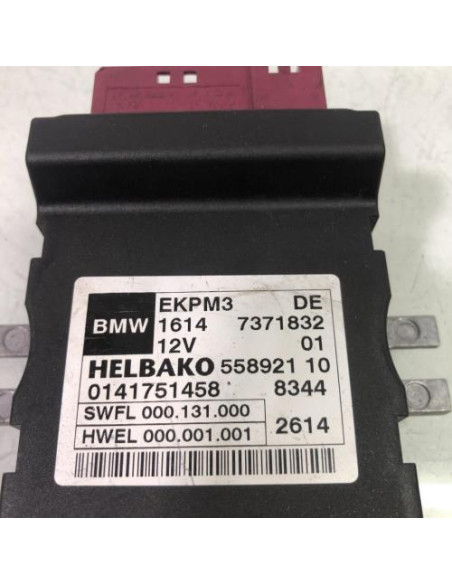 EKPM3 DE
BMW 1614 7371832
12V 01
HELBAKO 558921 10
0141751458 8344
SWFL 000.131.000
HWEL 000.001.001 2614